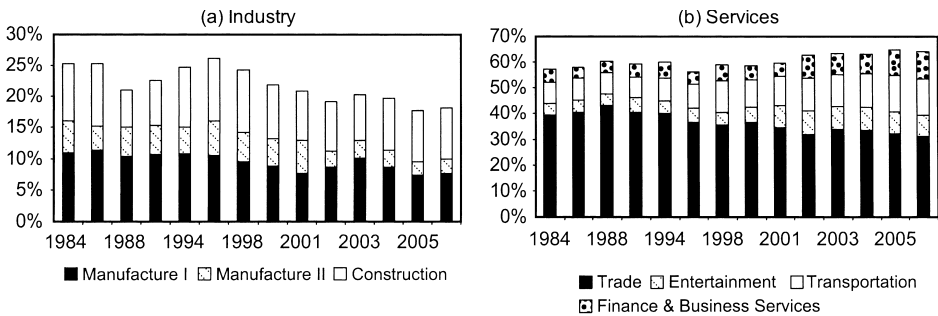 (a) Industry
30%
25%
20%
15%
10%
5%
0%
1984 1988 1994 1998 2001 2003 2005
Manufacture I Manufacture II Construction
(b) Services
70%
60%
50%
40%
30%
20%
10%
0%
1984 1988 1994 1998 2001 2003 2005
Trade Entertainment Transportation
Finance & Business Services